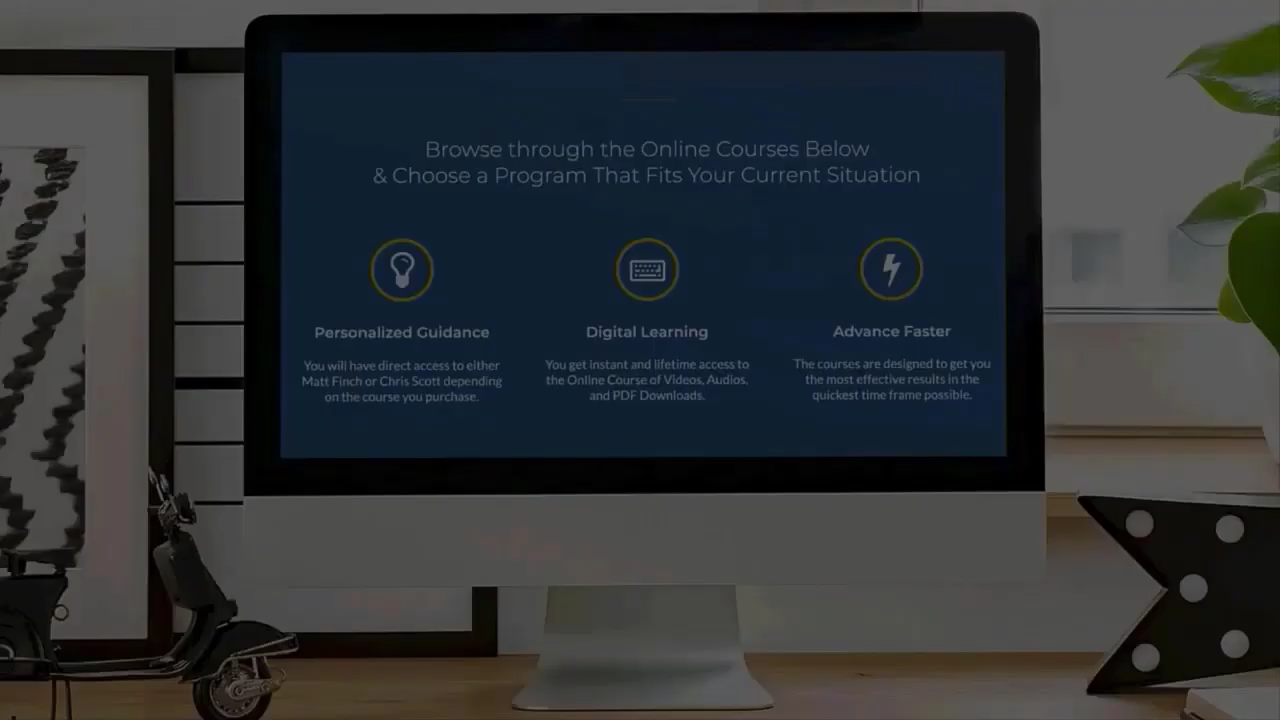 Browse through the Online Courses Below
& Choose a Program That Fits Your Current Situation
Personalized Guidance
You will have direct access to either
Matt Finch or Chris Scott depending
on the course you purchase.
Digital Learning
You get instant and lifetime access to
the Online Course of Videos, Audios,
and PDF Downloads.
Advance Faster
The courses are designed to get you
the most effective results in the
quickest time frame possible.